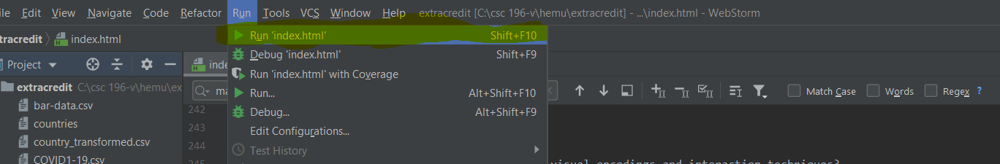 ile Edit View Navigate Code Refactor Run Tools VCS Window Help extracredit [C:\csc 196-v\hemu\extracredit] - ...\index.html - WebStorm
tracredit index.html
Run 'index.html' Shift+F10
Project inde
Debug 'index.html' Shift+F9
Run 'index.html' with Coverage
extracredit C:\csc 196-v\hemu\ex
ma
Run... Alt+Shift+F10
Match Case Words Regex ?
bar-data.csv
242
Debug... Alt+Shift+F9
countries
243
Edit Configurations...
country_transformed.csv
244
Test History
COVID1-19.csv
245
visual encodings and interaction techniques?